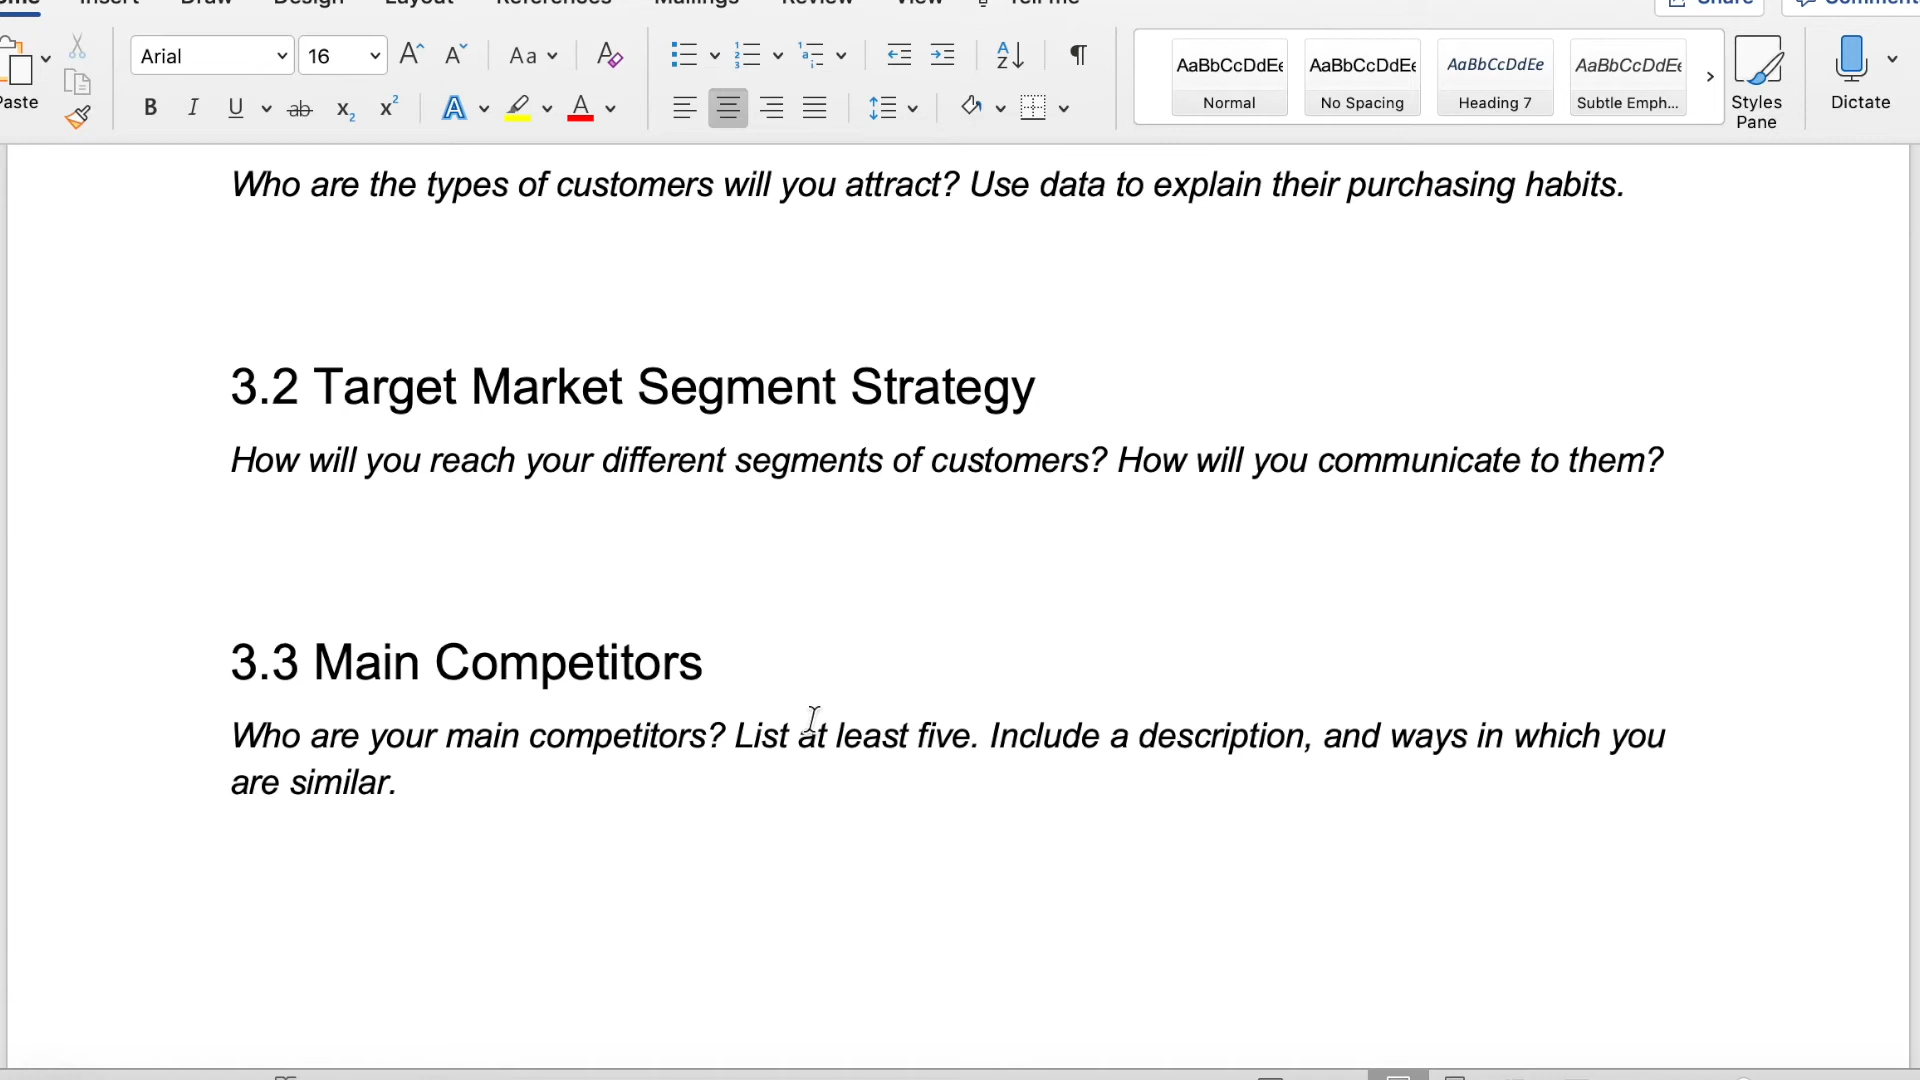 Share
Arial
16
Aa
Paste
B I U ab x₂ x² A A
AaBbCcDdEe AaBbCcDdEe AaBbCcDdEe AaBbCcDdEe
Normal No Spacing Heading 7 Subtle Emph...
Styles Pane
Dictate
Who are the types of customers will you attract? Use data to explain their purchasing habits.
3.2 Target Market Segment Strategy
How will you reach your different segments of customers? How will you communicate to them?
3.3 Main Competitors
Who are your main competitors? List at least five. Include a description, and ways in which you
are similar.